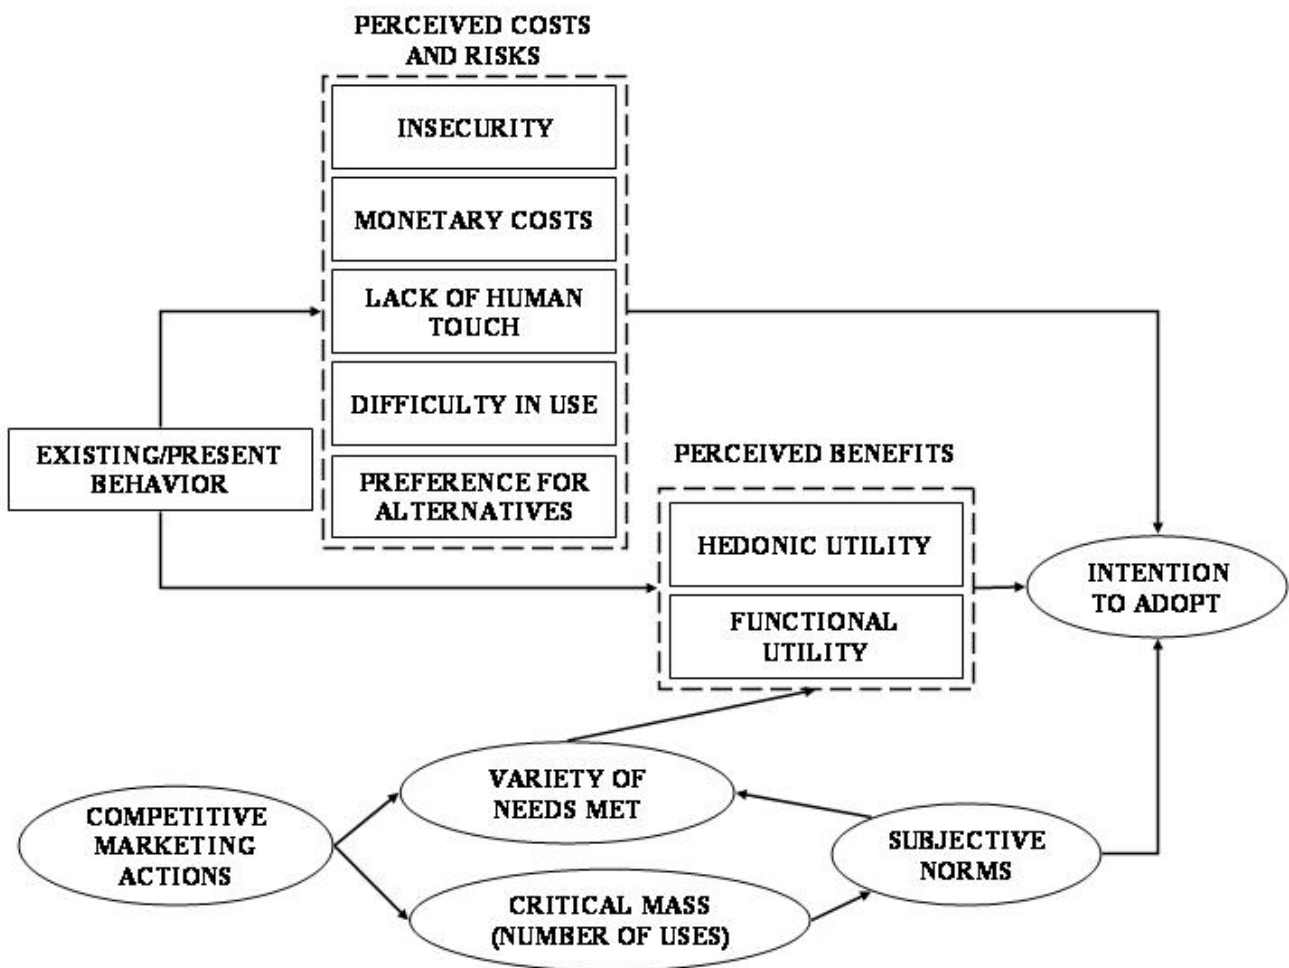 PERCEIVED COSTS
AND RISKS
INSECURITY
MONETARY COSTS
LACK OF HUMAN
TOUCH
DIFFICULTY IN USE
PREFERENCE FOR
ALTERNATIVES
EXISTING/PRESENT
BEHAVIOR
PERCEIVED BENEFITS
HEDONIC UTILITY
FUNCTIONAL
UTILITY
INTENTION
TO ADOPT
VARIETY OF
NEEDS MET
COMPETITIVE
MARKETING
ACTIONS
SUBJECTIVE
NORMS
CRITICAL MASS
(NUMBER OF USES)